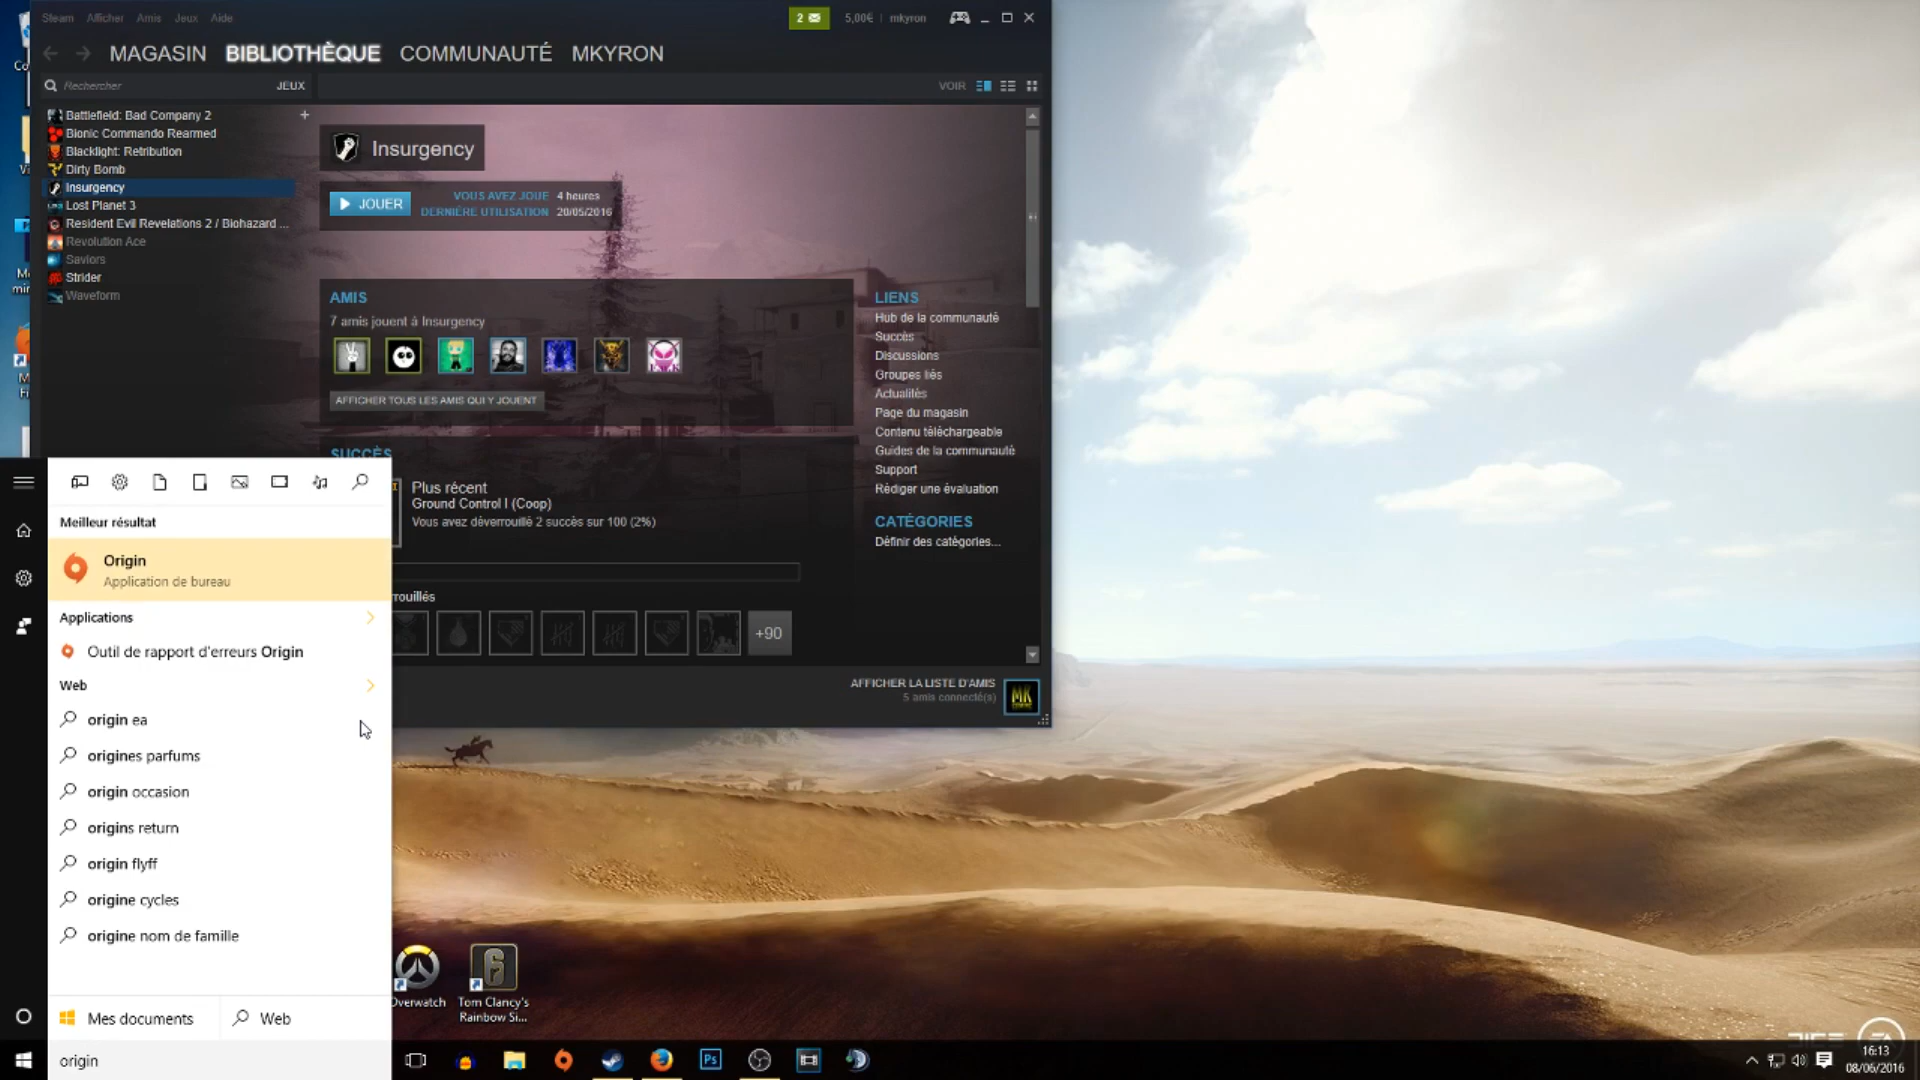 Steam Afficher Amis Jeux Aide
2
5,00€ mkyron
MAGASIN BIBLIOTHÈQUE COMMUNAUTÉ MKYRON
Rechercher JEUX
VOIR
Battlefield: Bad Company 2
Bionic Commando Rearmed
Blacklight: Retribution
Dirty Bomb
Insurgency
Lost Planet 3
Resident Evil Revelations 2 / Biohazard ...
Revolution Ace
Saviors
Strider
Waveform
Insurgency
JOUER
VOUS AVEZ JOUÉ 4 heures
DERNIÈRE UTILISATION 20/05/2016
AMIS
7 amis jouent à Insurgency
AFFICHER TOUS LES AMIS QUI Y JOUENT
SUCCÈS
Plus récent
Ground Control I (Coop)
Vous avez déverrouillé 2 succès sur 100 (2%)
rouillés
+90
LIENS
Hub de la communauté
Succès
Discussions
Groupes liés
Actualités
Page du magasin
Contenu téléchargeable
Guides de la communauté
Support
Rédiger une évaluation
CATÉGORIES
Définir des catégories...
AFFICHER LA LISTE D'AMIS
5 amis connecté(s)
MK
Meilleur résultat
Origin
Application de bureau
Applications
Outil de rapport d'erreurs Origin
Web
origin ea
origines parfums
origin occasion
origins return
origin flyff
origine cycles
origine nom de famille
Mes documents Web
origin
Overwatch
Tom Clancy's
Rainbow Si...
Ps
16:13
08/06/2016